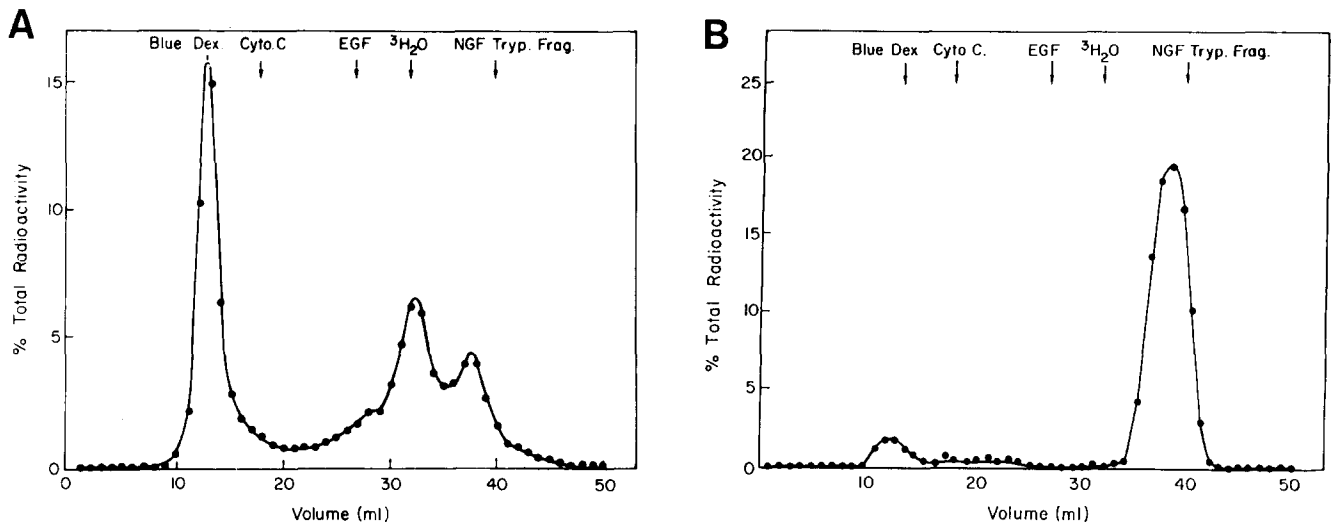 A
Blue Dex. Cyto. C EGF ³H₂O NGF Tryp. Frag.
15
10
5
0
% Total Radioactivity
0 10 20 30 40 50
Volume (ml)
B
Blue Dex Cyto C. EGF ³H₂O NGF Tryp. Frag.
25
20
15
10
5
0
% Total Radioactivity
10 20 30 40 50
Volume (ml)